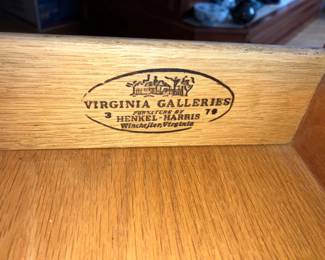 VIRGINIA GALLERIES
3 FURNITURE BY 79
HENKEL-HARRIS
Winchester, Virginia